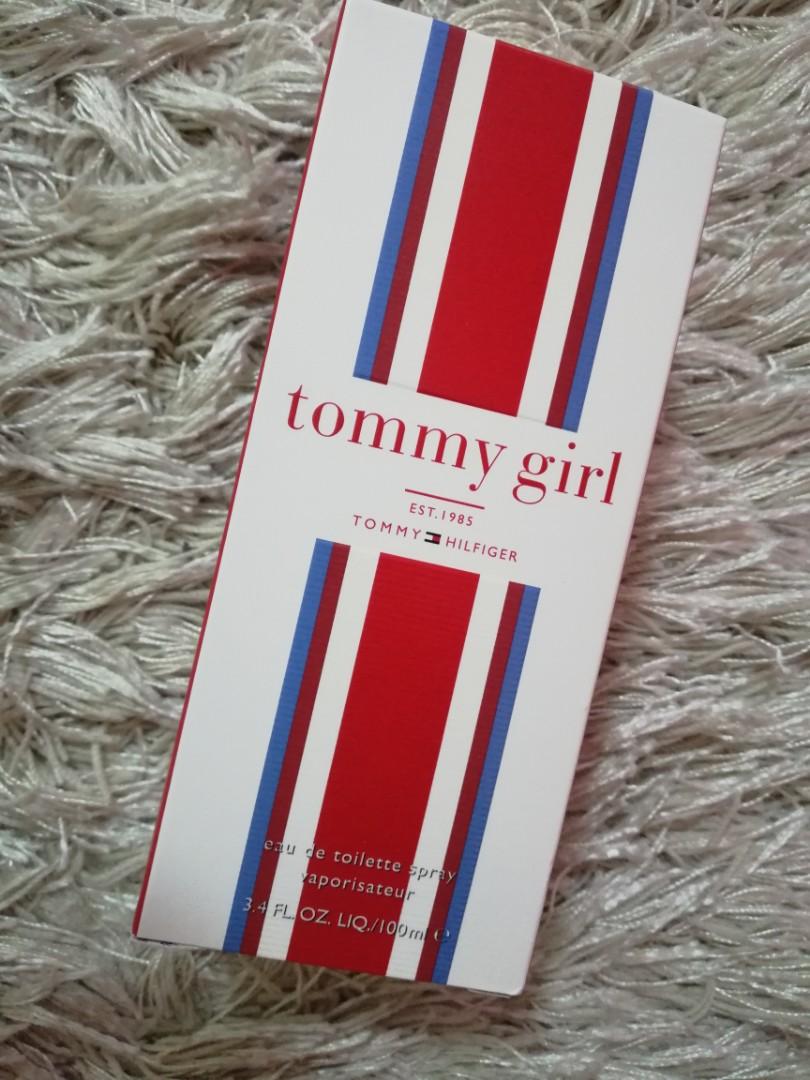 tommy girl
EST. 1985
TOMMY HILFIGER
eau de toilette spray
vaporisateur
3.4 FL. OZ. LIQ./100ml ℮